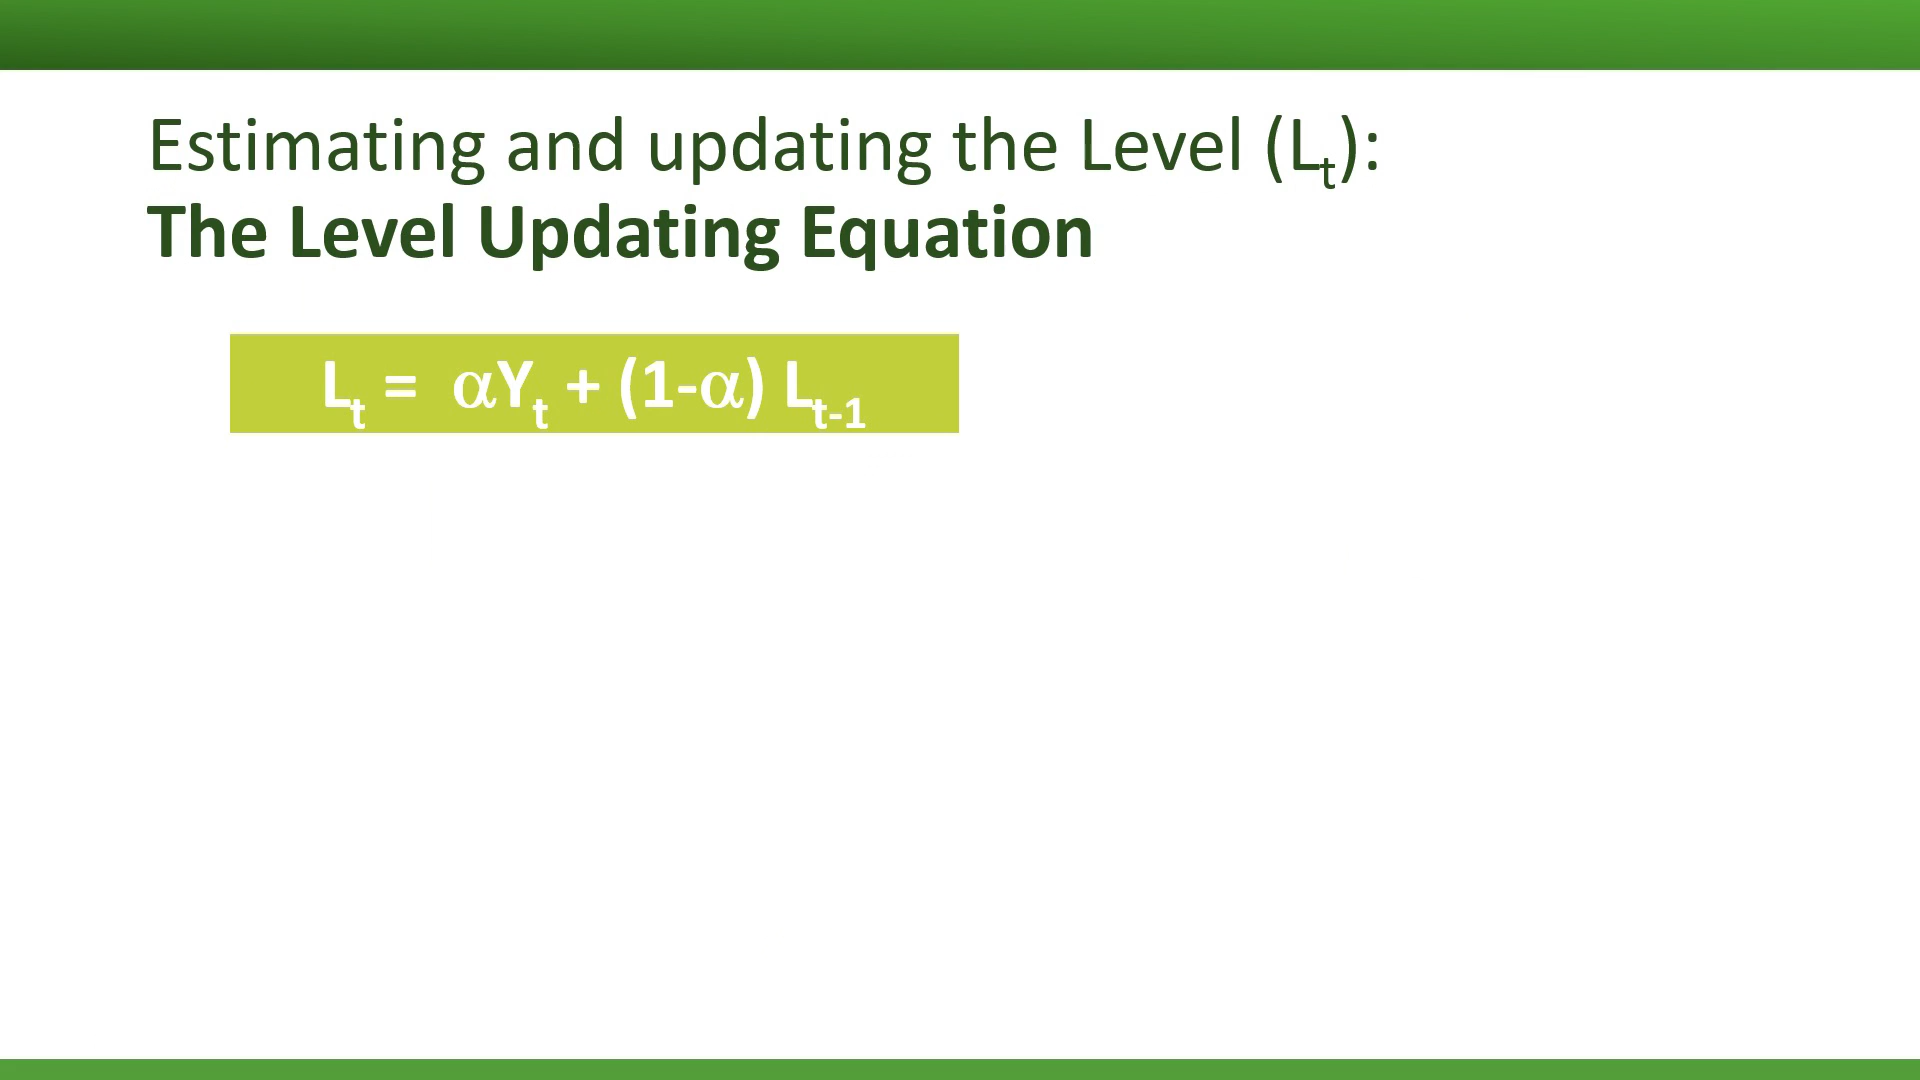 Estimating and updating the Level (Lₜ):
The Level Updating Equation
Lₜ = αYₜ + (1-α) Lₜ₋₁